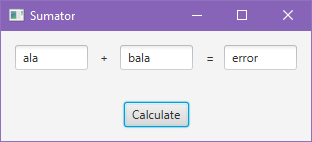 Sumator
ala + bala = error
Calculate